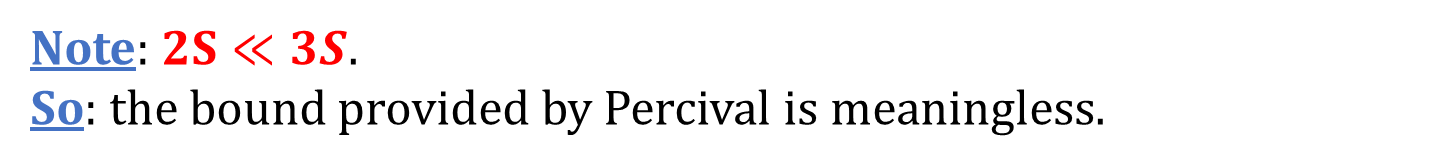 Note: 2S ≪ 3S.
So: the bound provided by Percival is meaningless.